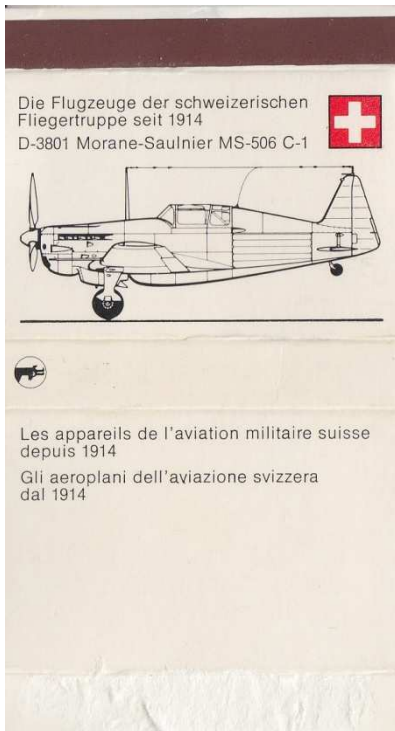 Die Flugzeuge der schweizerischen
Fliegertruppe seit 1914
D-3801 Morane-Saulnier MS-506 C-1
Les appareils de l'aviation militaire suisse
depuis 1914
Gli aeroplani dell'aviazione svizzera
dal 1914